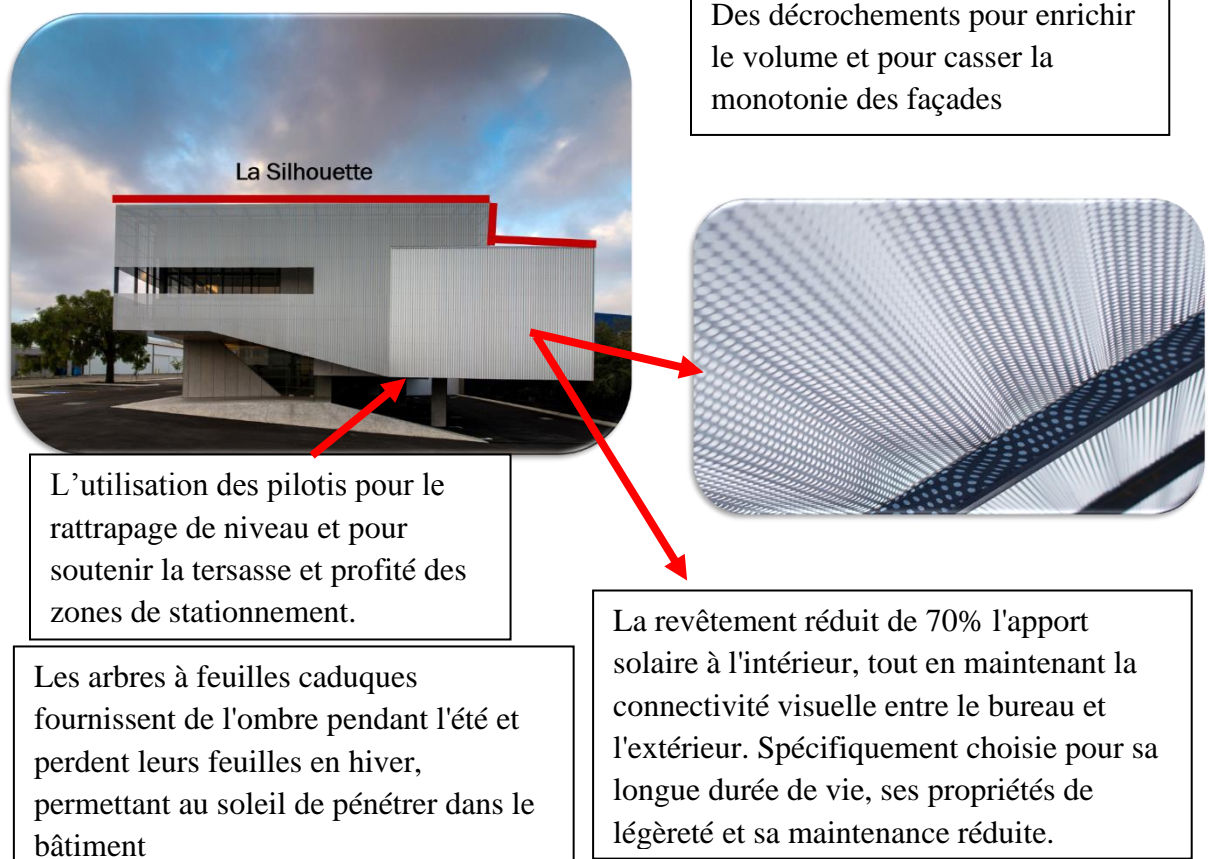 Des décrochements pour enrichir
le volume et pour casser la
monotonie des façades
La Silhouette
L’utilisation des pilotis pour le
rattrapage de niveau et pour
soutenir la tersasse et profité des
zones de stationnement.
Les arbres à feuilles caduques
fournissent de l'ombre pendant l'été et
perdent leurs feuilles en hiver,
permettant au soleil de pénétrer dans le
bâtiment
La revêtement réduit de 70% l'apport
solaire à l'intérieur, tout en maintenant la
connectivité visuelle entre le bureau et
l'extérieur. Spécifiquement choisie pour sa
longue durée de vie, ses propriétés de
légèreté et sa maintenance réduite.